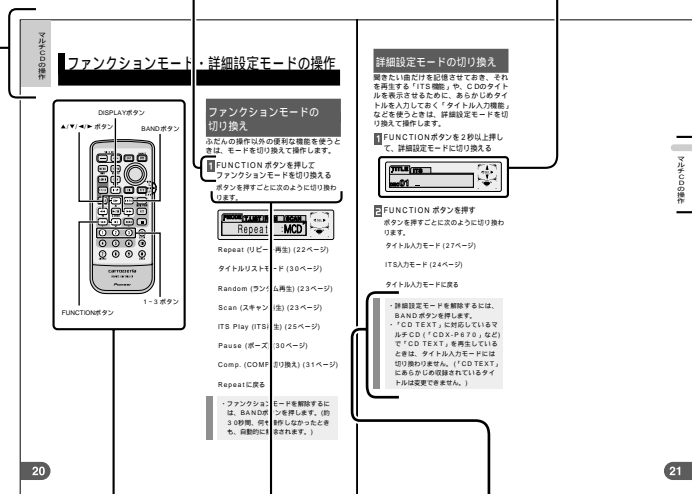 マルチCDの操作
ファンクションモード・詳細設定モードの操作
DISPLAYボタン
▲/▼/◄/► ボタン
BANDボタン
carrozzeria
Pioneer
FUNCTIONボタン
1~3 ボタン
ファンクションモードの
切り換え
ふだんの操作以外の便利な機能を使うと
きは、モードを切り換えて操作します。
1 FUNCTION ボタンを押して
ファンクションモードを切り換える
ボタンを押すごとに次のように切り換わ
ります。
Repeat :MCD
Repeat (リピート再生) (22ページ)
タイトルリストモード (30ページ)
Random (ランダム再生) (23ページ)
Scan (スキャン再生) (23ページ)
ITS Play (ITS再生) (25ページ)
Pause (ポーズ) (30ページ)
Comp. (COMP切り換え) (31ページ)
Repeatに戻る
・ファンクションモードを解除するに
は、BANDボタンを押します。(約
30秒間、何も操作しなかったとき
も、自動的に解除されます。)
20
詳細設定モードの切り換え
聞きたい曲だけを記憶させておき、それ
を再生する「ITS機能」や、CDのタイト
ルを表示させるために、あらかじめタイ
トルを入力しておく「タイトル入力機能」
などを使うときは、詳細設定モードを切
り換えて操作します。
1 FUNCTIONボタンを2秒以上押し
て、詳細設定モードに切り換える
TITLE ITS
2 FUNCTION ボタンを押す
ボタンを押すごとに次のように切り換わ
ります。
タイトル入力モード (27ページ)
ITS入力モード (24ページ)
タイトル入力モードに戻る
・詳細設定モードを解除するには、
BANDボタンを押します。
・「CD TEXT」に対応しているマ
ルチCD(「CDX-P670」など)
で「CD TEXT」を再生している
ときは、タイトル入力モードには
切り換わりません。(「CD TEXT」
にあらかじめ収録されているタイ
トルは変更できません。)
マルチCDの操作
21